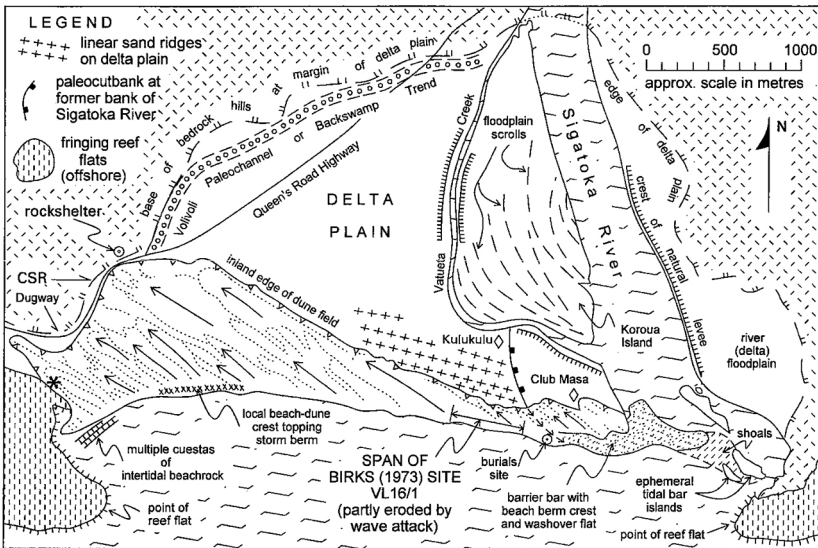 LEGEND
linear sand ridges
on delta plain
paleocutbank at
former bank of
Sigatoka River
fringing reef
flats
(offshore)
0 500 1000
approx. scale in metres
N
base of bedrock hills at margin of delta plain
Paleochannel or Backswamp Trend
Volivoli
Queen's Road Highway
rockshelter
CSR
Dugway
DELTA
PLAIN
Vatueta Creek
floodplain
scrolls
Sigatoka River
edge of delta plain
crest of natural levee
Koroua
Island
river
(delta)
floodplain
inland edge of dune field
Kulukulu
Club Masa
local beach-dune
crest topping
storm berm
multiple cuestas
of
intertidal beachrock
point of
reef flat
SPAN OF
BIRKS (1973) SITE
VL16/1
(partly eroded by
wave attack)
burials
site
barrier bar with
beach berm crest
and washover flat
shoals
ephemeral
tidal bar
islands
point of reef flat